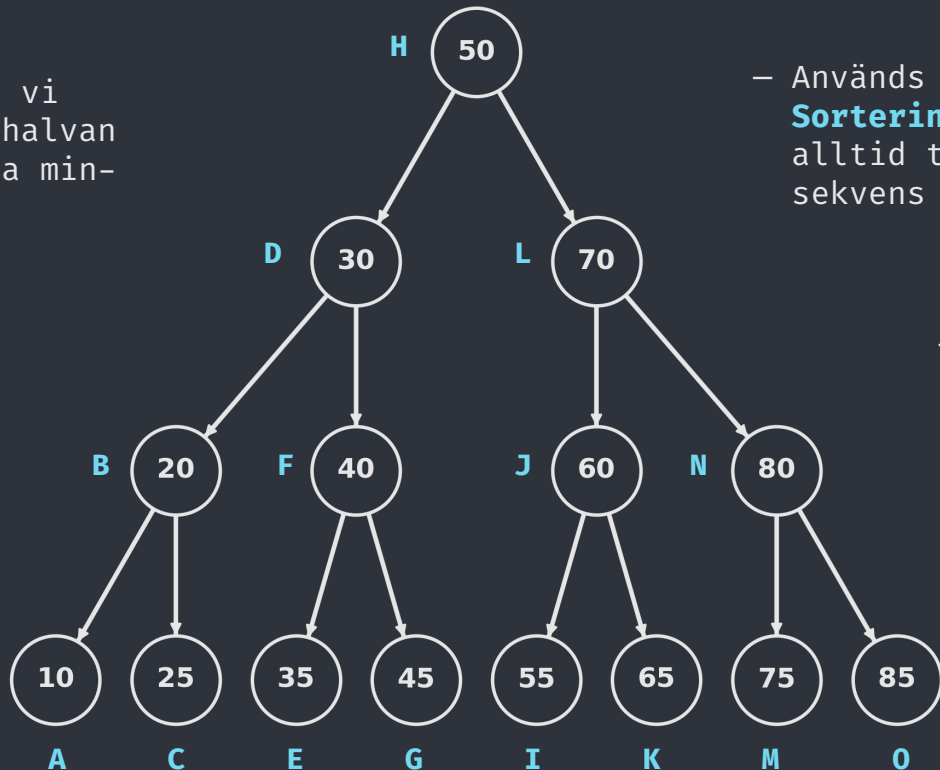 H 50
vi
halvan
a min-
– Används
Sorterin
alltid t
sekvens
D 30 L 70
B 20 F 40 J 60 N 80
10 25 35 45 55 65 75 85
A C E G I K M O